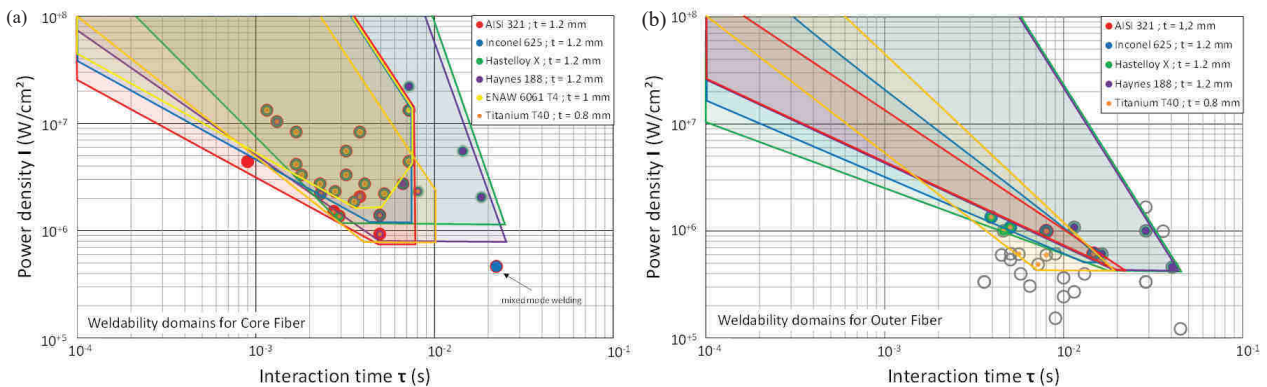 (a)
Power density I (W/cm²)
10+8
10+7
10+6
10+5
AISI 321 ; t = 1.2 mm
Inconel 625 ; t = 1.2 mm
Hastelloy X ; t = 1.2 mm
Haynes 188 ; t = 1.2 mm
ENAW 6061 T4 ; t = 1 mm
Titanium T40 ; t = 0.8 mm
mixed mode welding
Weldability domains for Core Fiber
10-4
10-3
10-2
10-1
Interaction time τ (s)
(b)
Power density I (W/cm²)
10+8
10+7
10+6
10+5
AISI 321 ; t = 1,2 mm
Inconel 625 ; t = 1.2 mm
Hastelloy X ; t = 1.2 mm
Haynes 188 ; t = 1.2 mm
Titanium T40 ; t = 0.8 mm
Weldability domains for Outer Fiber
10-4
10-3
10-2
10-1
Interaction time τ (s)